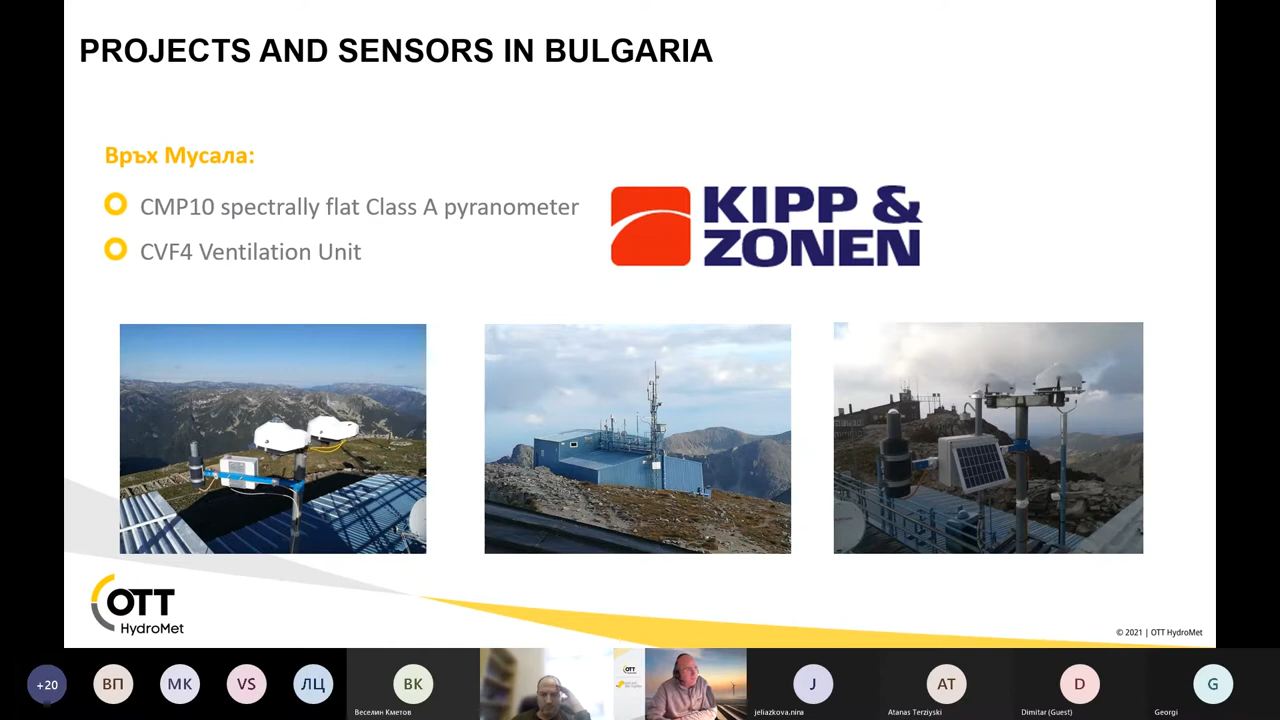 PROJECTS AND SENSORS IN BULGARIA
Връх Мусала:
CMP10 spectrally flat Class A pyranometer
CVF4 Ventilation Unit
KIPP &
ZONEN
OTT
HydroMet
© 2021 | OTT HydroMet
+20
ВП
МК
VS
ЛЦ
ВК
OTT
J
AT
D
G
Веселин Кметов
jeliazkova.nina
Atanas Terziyski
Dimitar (Guest)
Georgi